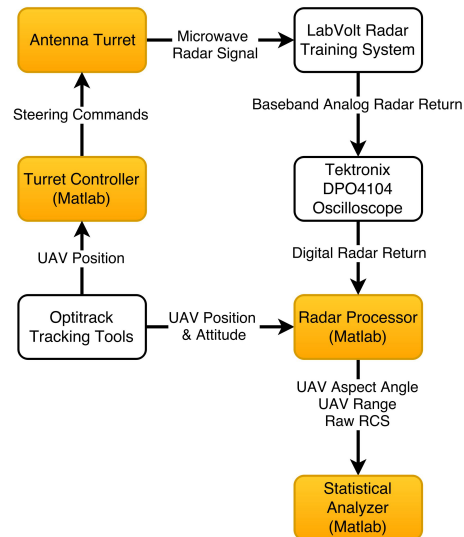 Antenna Turret
Microwave
Radar Signal
LabVolt Radar
Training System
Steering Commands
Baseband Analog Radar Return
Turret Controller
(Matlab)
Tektronix
DPO4104
Oscilloscope
UAV Position
Digital Radar Return
Optitrack
Tracking Tools
UAV Position
& Attitude
Radar Processor
(Matlab)
UAV Aspect Angle
UAV Range
Raw RCS
Statistical
Analyzer
(Matlab)